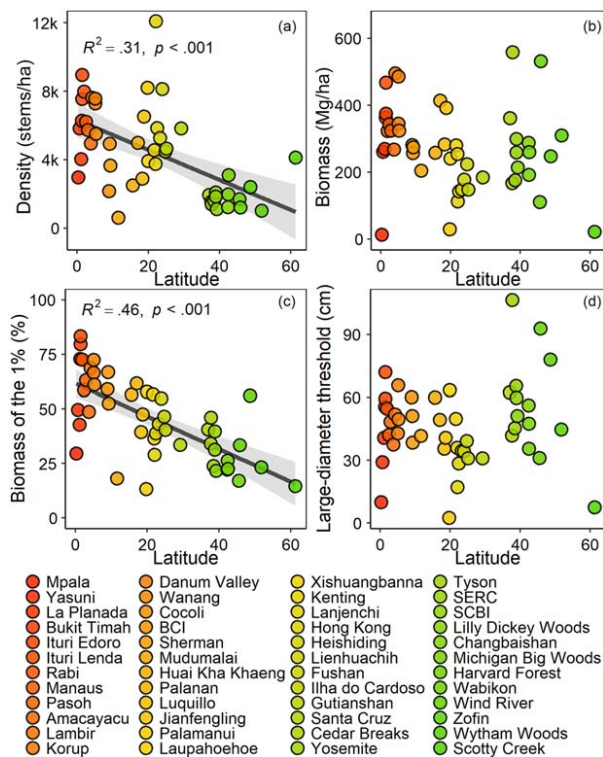 12k
8k
4k
0
Density (stems/ha)
R² = .31, p < .001
(a)
0 20 40 60
Latitude
600
400
200
0
Biomass (Mg/ha)
(b)
0 20 40 60
Latitude
100
75
50
25
0
Biomass of the 1% (%)
R² = .46, p < .001
(c)
0 20 40 60
Latitude
90
60
30
0
Large-diameter threshold (cm)
(d)
0 20 40 60
Latitude
Mpala
Yasuni
La Planada
Bukit Timah
Ituri Edoro
Ituri Lenda
Rabi
Manaus
Pasoh
Amacayacu
Lambir
Korup
Danum Valley
Wanang
Cocoli
BCI
Sherman
Mudumalai
Huai Kha Khaeng
Palanan
Luquillo
Jianfengling
Palamanui
Laupahoehoe
Xishuangbanna
Kenting
Lanjenchi
Hong Kong
Heishiding
Lienhuachih
Fushan
Ilha do Cardoso
Gutianshan
Santa Cruz
Cedar Breaks
Yosemite
Tyson
SERC
SCBI
Lilly Dickey Woods
Changbaishan
Michigan Big Woods
Harvard Forest
Wabikon
Wind River
Zofin
Wytham Woods
Scotty Creek